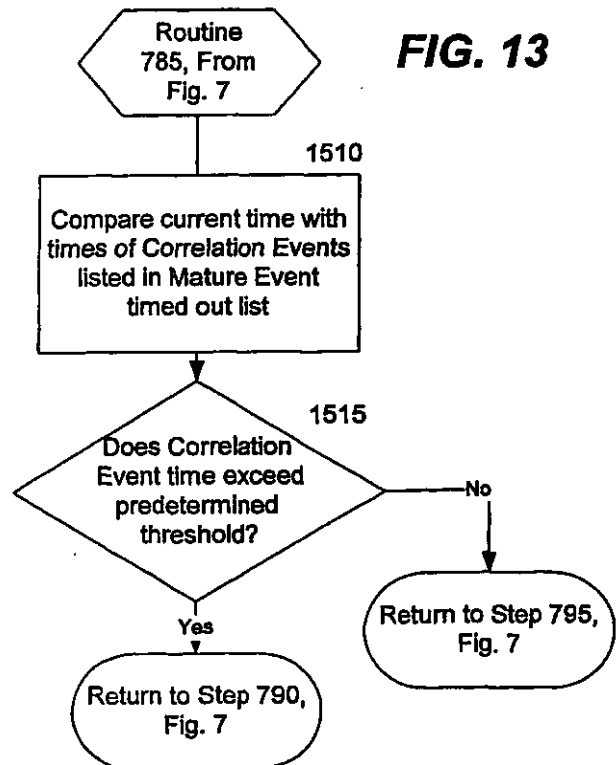 Routine
785, From
Fig. 7
FIG. 13
1510
Compare current time with
times of Correlation Events
listed in Mature Event
timed out list
1515
Does Correlation
Event time exceed
predetermined
threshold?
No
Return to Step 795,
Fig. 7
Yes
Return to Step 790,
Fig. 7